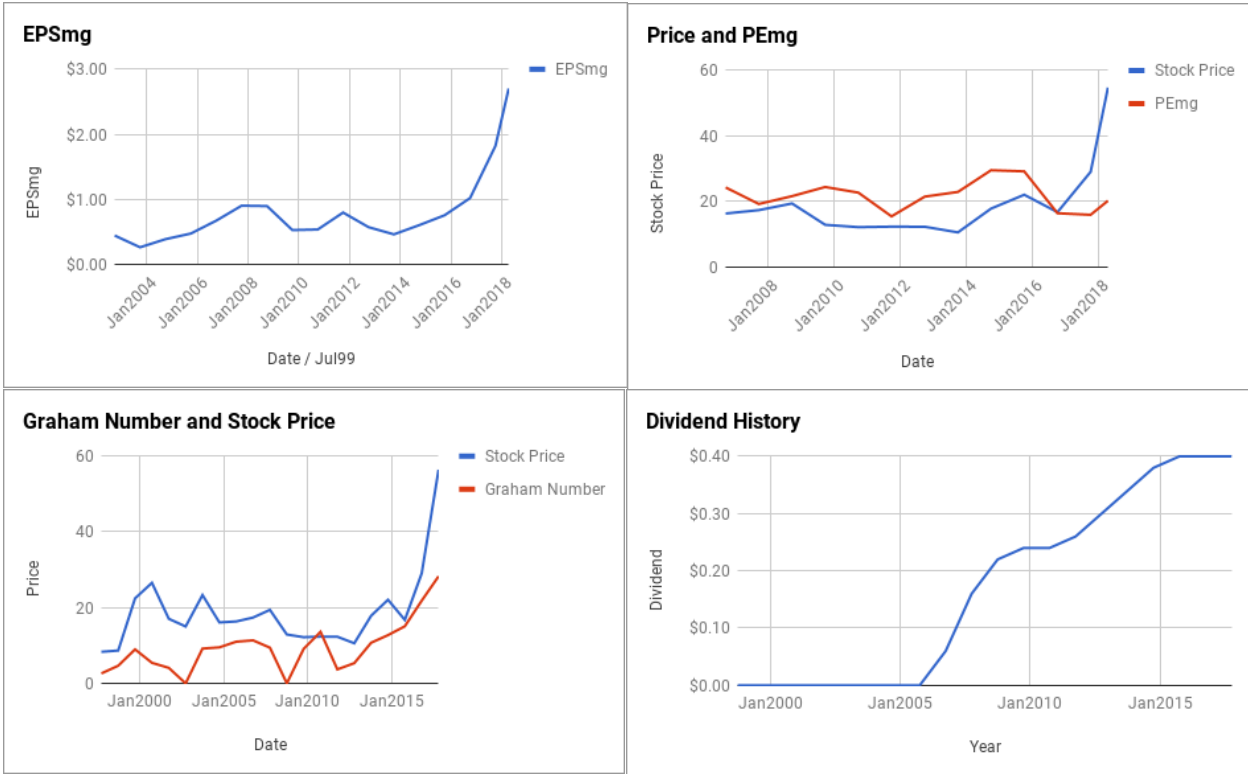 EPSmg
EPSmg
$3.00
$2.00
$1.00
$0.00
EPSmg
Jan2004
Jan2006
Jan2008
Jan2010
Jan2012
Jan2014
Jan2016
Jan2018
Date / Jul99
Price and PEmg
Stock Price
PEmg
60
40
20
0
Stock Price
Jan2008
Jan2010
Jan2012
Jan2014
Jan2016
Jan2018
Date
Graham Number and Stock Price
Stock Price
Graham Number
60
40
20
0
Price
Jan2000
Jan2005
Jan2010
Jan2015
Date
Dividend History
$0.40
$0.30
$0.20
$0.10
$0.00
Dividend
Jan2000
Jan2005
Jan2010
Jan2015
Year